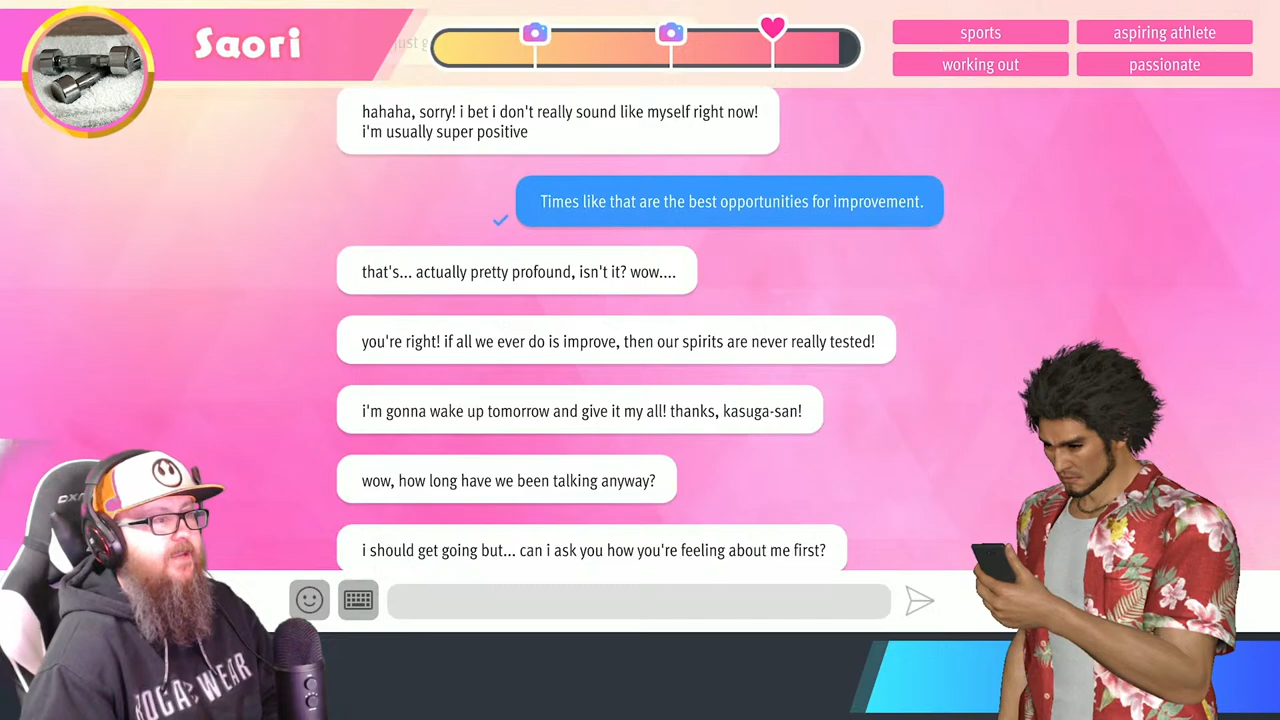 Saori
just g
sports
aspiring athlete
working out
passionate
hahaha, sorry! i bet i don't really sound like myself right now!
i'm usually super positive
Times like that are the best opportunities for improvement.
that's... actually pretty profound, isn't it? wow....
you're right! if all we ever do is improve, then our spirits are never really tested!
i'm gonna wake up tomorrow and give it my all! thanks, kasuga-san!
wow, how long have we been talking anyway?
i should get going but... can i ask you how you're feeling about me first?